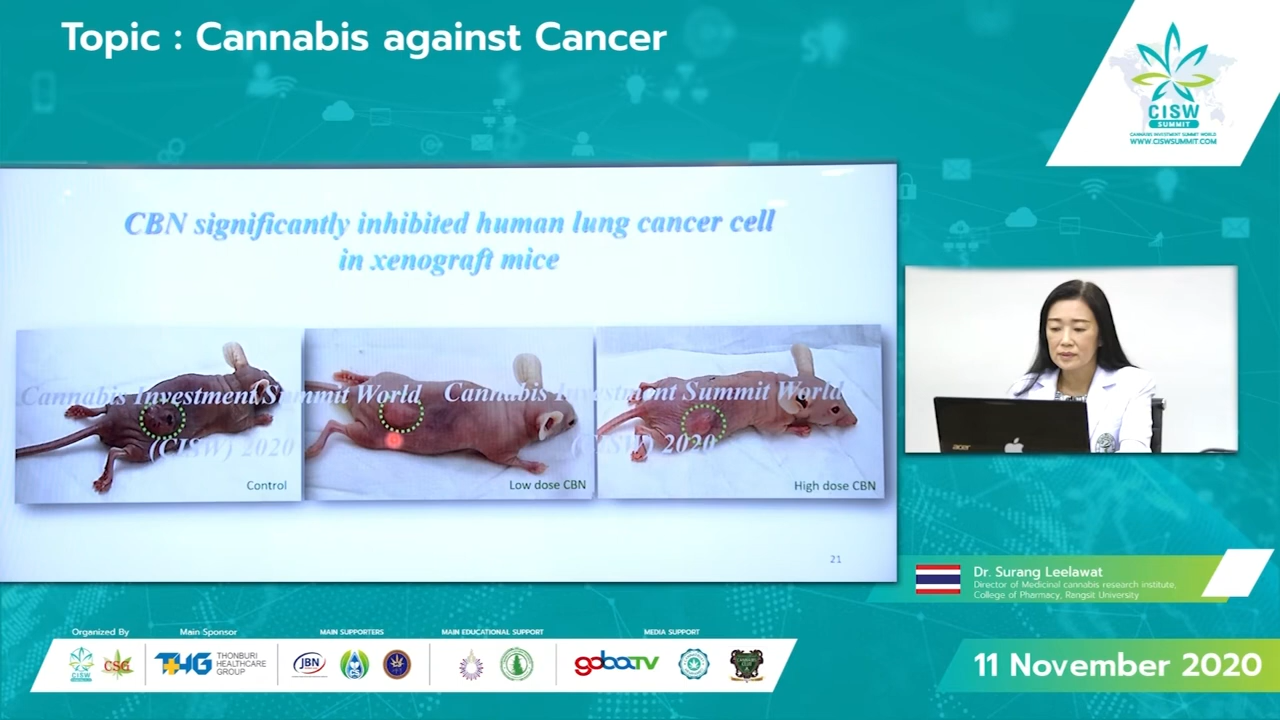 Topic : Cannabis against Cancer
CISW
SUMMIT
CANNABIS INVESTMENT SUMMIT WORLD
WWW.CISWSUMMIT.COM
CBN significantly inhibited human lung cancer cell
in xenograft mice
Cannabis Investment Summit World
Cannabis Investment Summit World
(CISW) 2020
(CISW) 2020
Control
Low dose CBN
High dose CBN
21
acer
Dr. Surang Leelawat
Director of Medicinal cannabis research institute,
College of Pharmacy, Rangsit University
Organized By
Main Sponsor
MAIN SUPPORTERS
MAIN EDUCATIONAL SUPPORT
MEDIA SUPPORT
CISW
CSG
THG
THONBURI
HEALTHCARE
GROUP
JBN
11 November 2020